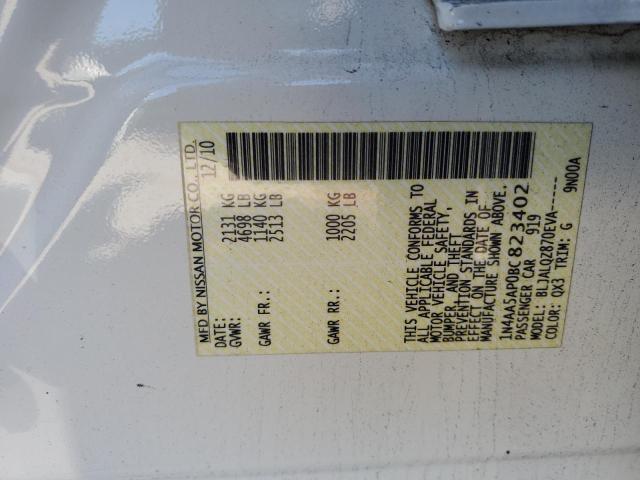 MFD BY NISSAN MOTOR CO., LTD.
DATE: 12/10
GVWR: 2131 KG
4698 LB
GAWR FR: 1140 KG
2513 LB
GAWR RR: 1000 KG
2205 LB
THIS VEHICLE CONFORMS TO
ALL APPLICABLE FEDERAL
MOTOR VEHICLE SAFETY,
BUMPER, AND THEFT
PREVENTION STANDARDS IN
EFFECT ON THE DATE OF
MANUFACTURE SHOWN ABOVE.
1N4AA5AP0BC823402
PASSENGER CAR 919
MODEL: BLJALQZ870EVA-----
COLOR: QX3 TRIM: G 9N00A